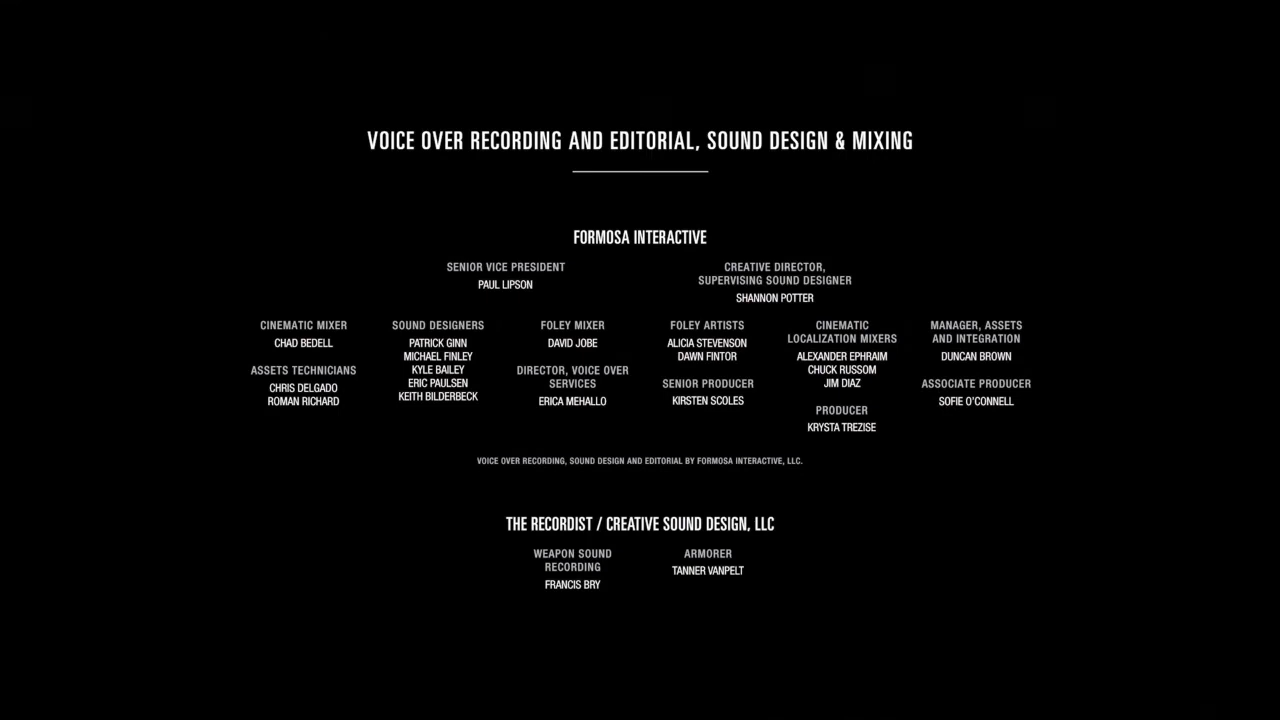 VOICE OVER RECORDING AND EDITORIAL, SOUND DESIGN & MIXING
FORMOSA INTERACTIVE
SENIOR VICE PRESIDENT
PAUL LIPSON
CREATIVE DIRECTOR,
SUPERVISING SOUND DESIGNER
SHANNON POTTER
CINEMATIC MIXER
CHAD BEDELL
ASSETS TECHNICIANS
CHRIS DELGADO
ROMAN RICHARD
SOUND DESIGNERS
PATRICK GINN
MICHAEL FINLEY
KYLE BAILEY
ERIC PAULSEN
KEITH BILDERBECK
FOLEY MIXER
DAVID JOBE
DIRECTOR, VOICE OVER
SERVICES
ERICA MEHALLO
FOLEY ARTISTS
ALICIA STEVENSON
DAWN FINTOR
SENIOR PRODUCER
KIRSTEN SCOLES
CINEMATIC
LOCALIZATION MIXERS
ALEXANDER EPHRAIM
CHUCK RUSSOM
JIM DIAZ
PRODUCER
KRYSTA TREZISE
MANAGER, ASSETS
AND INTEGRATION
DUNCAN BROWN
ASSOCIATE PRODUCER
SOFIE O'CONNELL
VOICE OVER RECORDING, SOUND DESIGN AND EDITORIAL BY FORMOSA INTERACTIVE, LLC.
THE RECORDIST / CREATIVE SOUND DESIGN, LLC
WEAPON SOUND
RECORDING
FRANCIS BRY
ARMORER
TANNER VANPELT